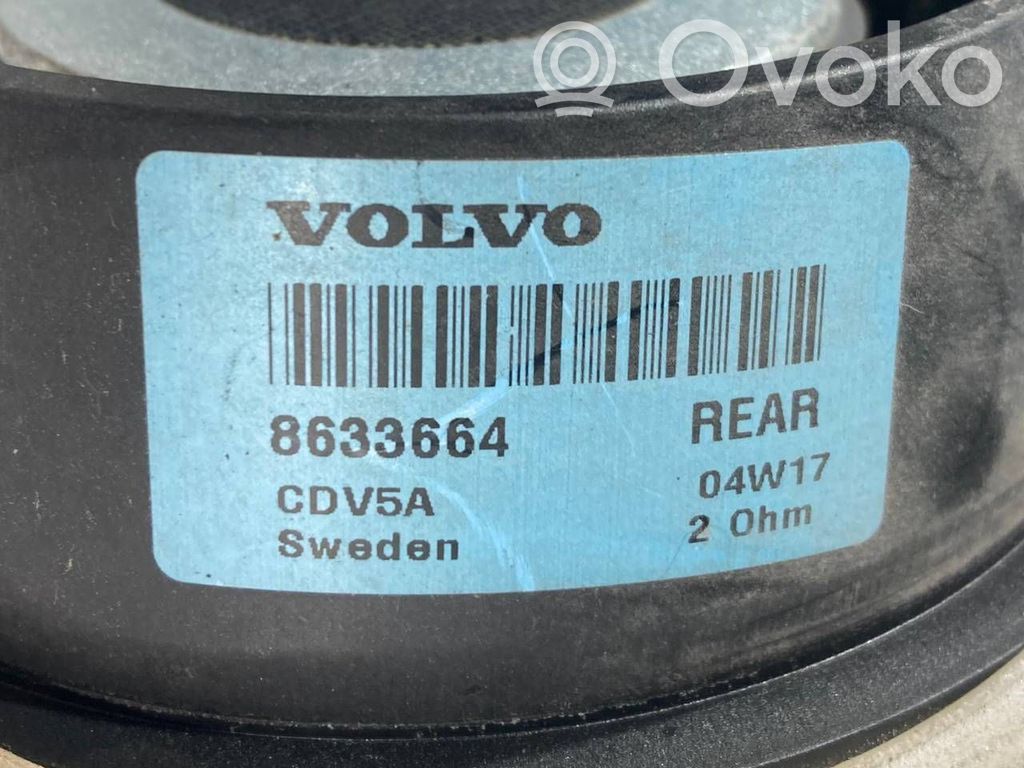 Ovoko
VOLVO
8633664 REAR
CDV5A 04W17
Sweden 2 Ohm